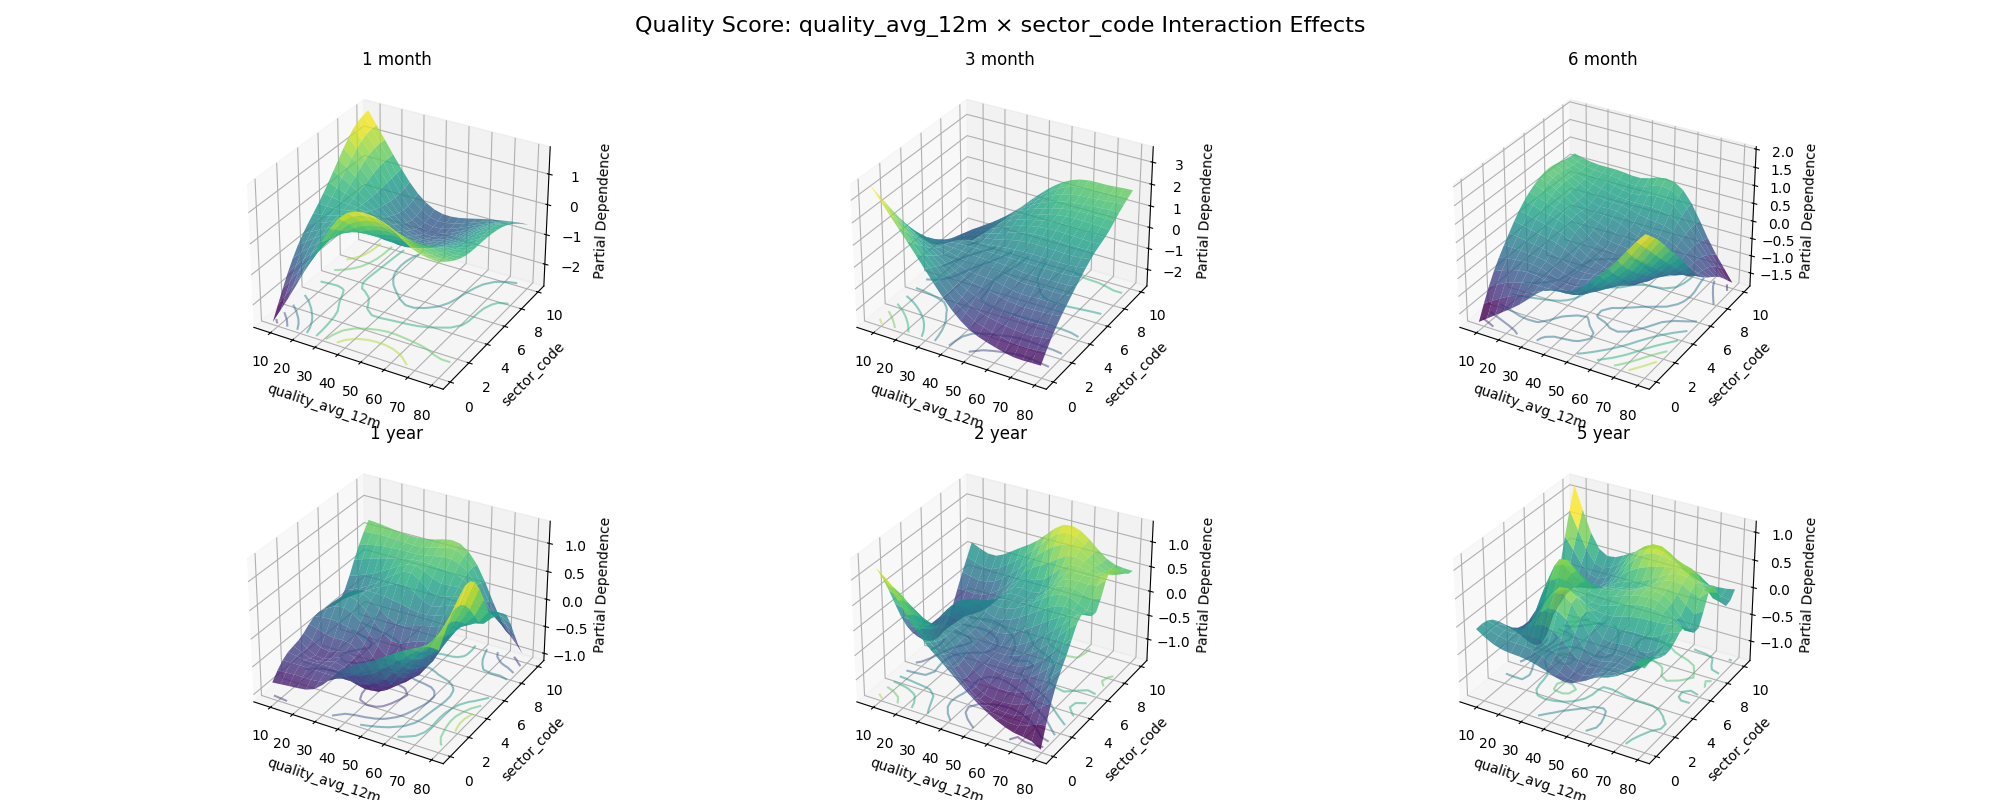 Quality Score: quality_avg_12m × sector_code Interaction Effects
1 month
1
0
−1
−2
Partial Dependence
10
8
6
4
2
0
sector_code
10 20 30 40 50 60 70 80
quality_avg_12m
3 month
3
2
1
0
−1
−2
Partial Dependence
10
8
6
4
2
0
sector_code
10 20 30 40 50 60 70 80
quality_avg_12m
6 month
2.0
1.5
1.0
0.5
0.0
−0.5
−1.0
−1.5
Partial Dependence
10
8
6
4
2
0
sector_code
10 20 30 40 50 60 70 80
quality_avg_12m
1 year
1.0
0.5
0.0
−0.5
−1.0
Partial Dependence
10
8
6
4
2
0
sector_code
10 20 30 40 50 60 70 80
quality_avg_12m
2 year
1.0
0.5
0.0
−0.5
−1.0
Partial Dependence
10
8
6
4
2
0
sector_code
10 20 30 40 50 60 70 80
quality_avg_12m
5 year
1.0
0.5
0.0
−0.5
−1.0
Partial Dependence
10
8
6
4
2
0
sector_code
10 20 30 40 50 60 70 80
quality_avg_12m